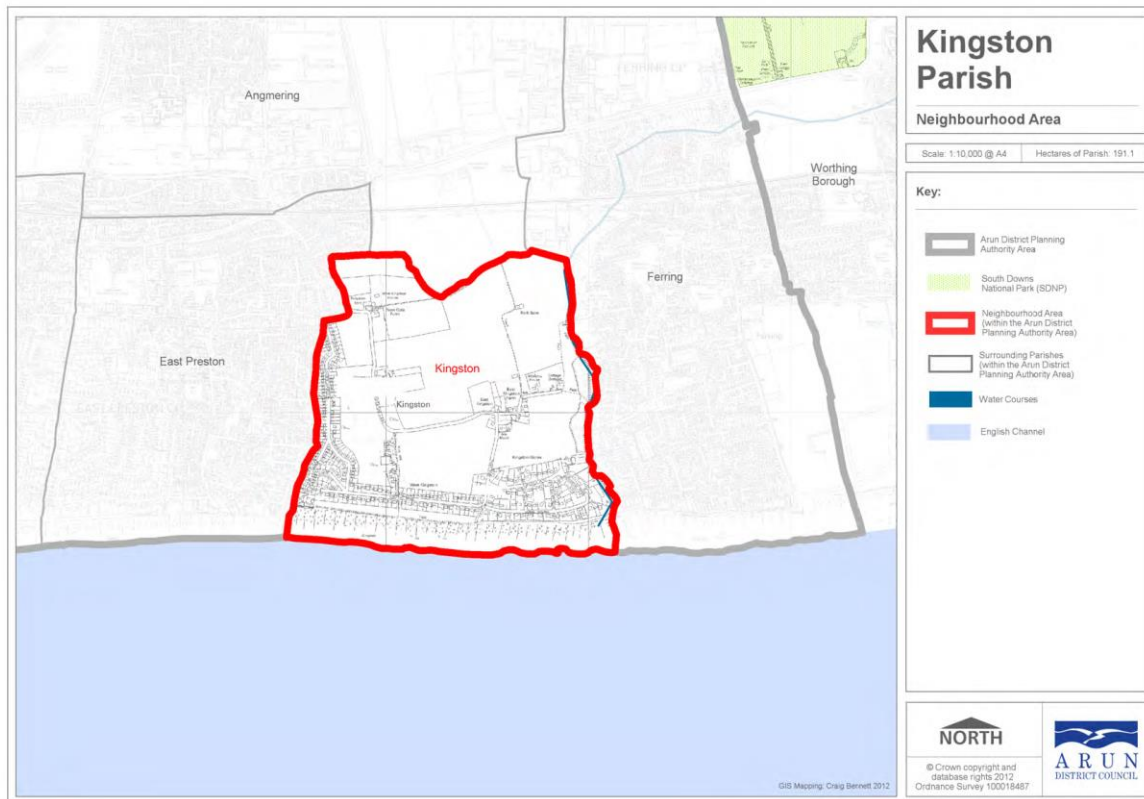 Kingston
Parish
Neighbourhood Area
Scale: 1:10,000 @ A4
Hectares of Parish: 191.1
Key:
Arun District Planning
Authority Area
South Downs
National Park (SDNP)
Neighbourhood Area
(within the Arun District
Planning Authority Area)
Surrounding Parishes
(within the Arun District
Planning Authority Area)
Water Courses
English Channel
Angmering
Worthing
Borough
Ferring
East Preston
Kingston
Kingston
GIS Mapping: Craig Bennett 2012
NORTH
© Crown copyright and
database rights 2012
Ordnance Survey 100018487
ARUN
DISTRICT COUNCIL